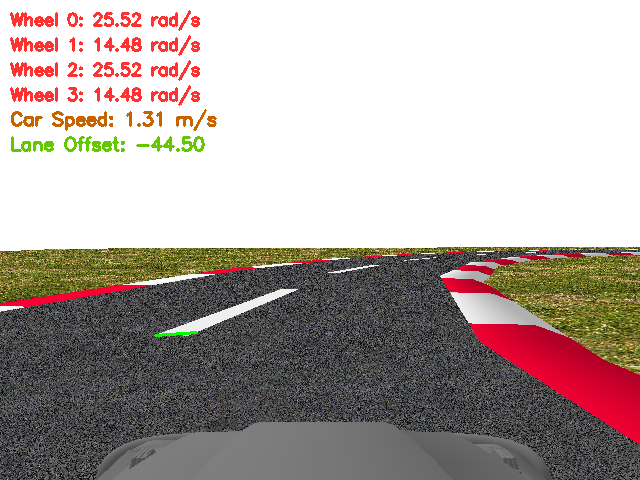 Wheel 0: 25.52 rad/s
Wheel 1: 14.48 rad/s
Wheel 2: 25.52 rad/s
Wheel 3: 14.48 rad/s
Car Speed: 1.31 m/s
Lane Offset: -44.50